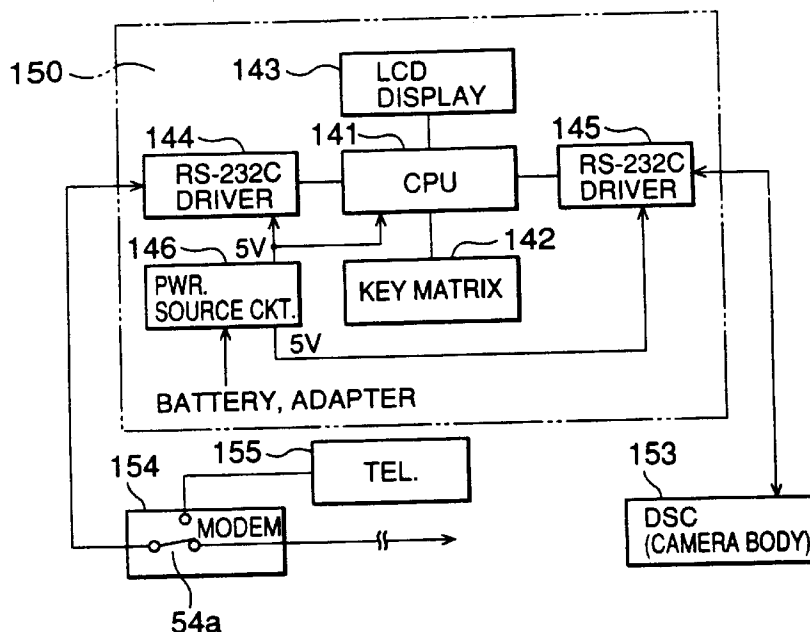 150
143
LCD
DISPLAY
144
141
145
RS-232C
DRIVER
CPU
RS-232C
DRIVER
146
5V
142
PWR.
SOURCE CKT.
KEY MATRIX
5V
BATTERY, ADAPTER
155
TEL.
154
MODEM
153
DSC
(CAMERA BODY)
54a